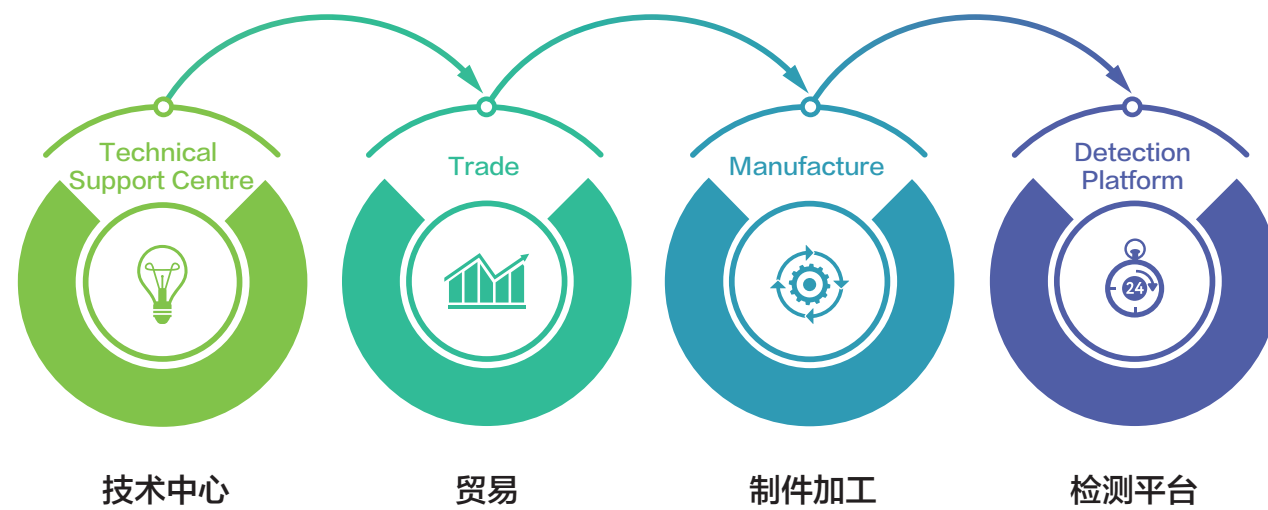 Technical
Support Centre
Trade
Manufacture
Detection
Platform
24
技术中心
贸易
制件加工
检测平台